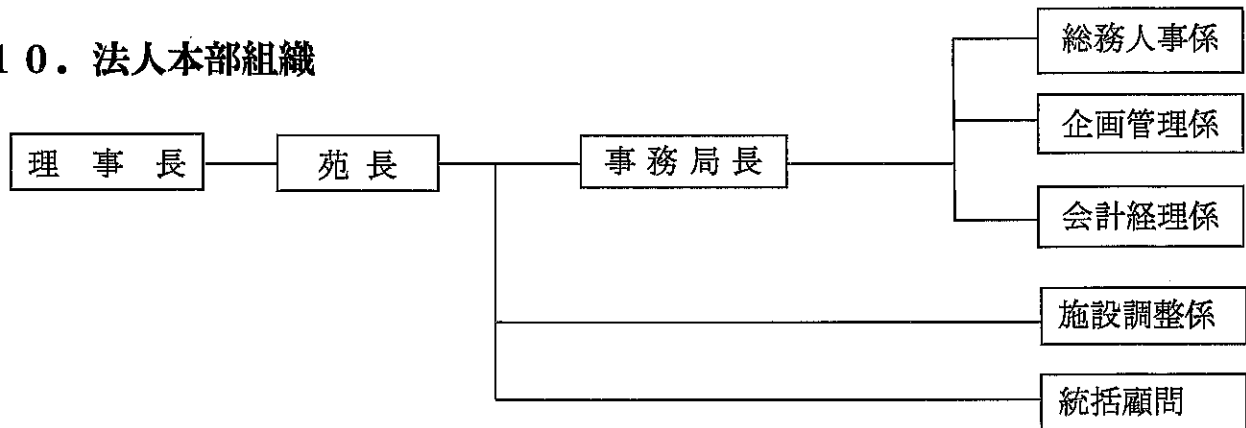 10．法人本部組織
理事長
苑長
事務局長
総務人事係
企画管理係
会計経理係
施設調整係
統括顧問